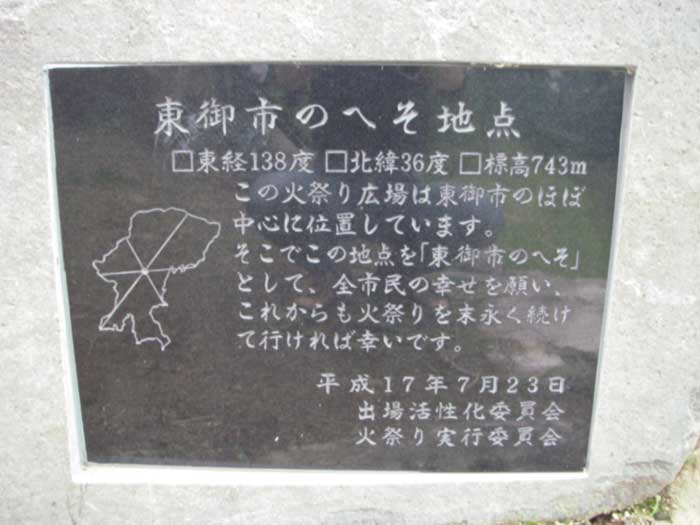 東御市のへそ地点
□東経138度 □北緯36度 □標高743m
この火祭り広場は東御市のほぼ
中心に位置しています。
そこでこの地点を「東御市のへそ」
として、全市民の幸せを願い、
これからも火祭りを末永く続け
て行ければ幸いです。
平成17年7月23日
出場活性化委員会
火祭り実行委員会